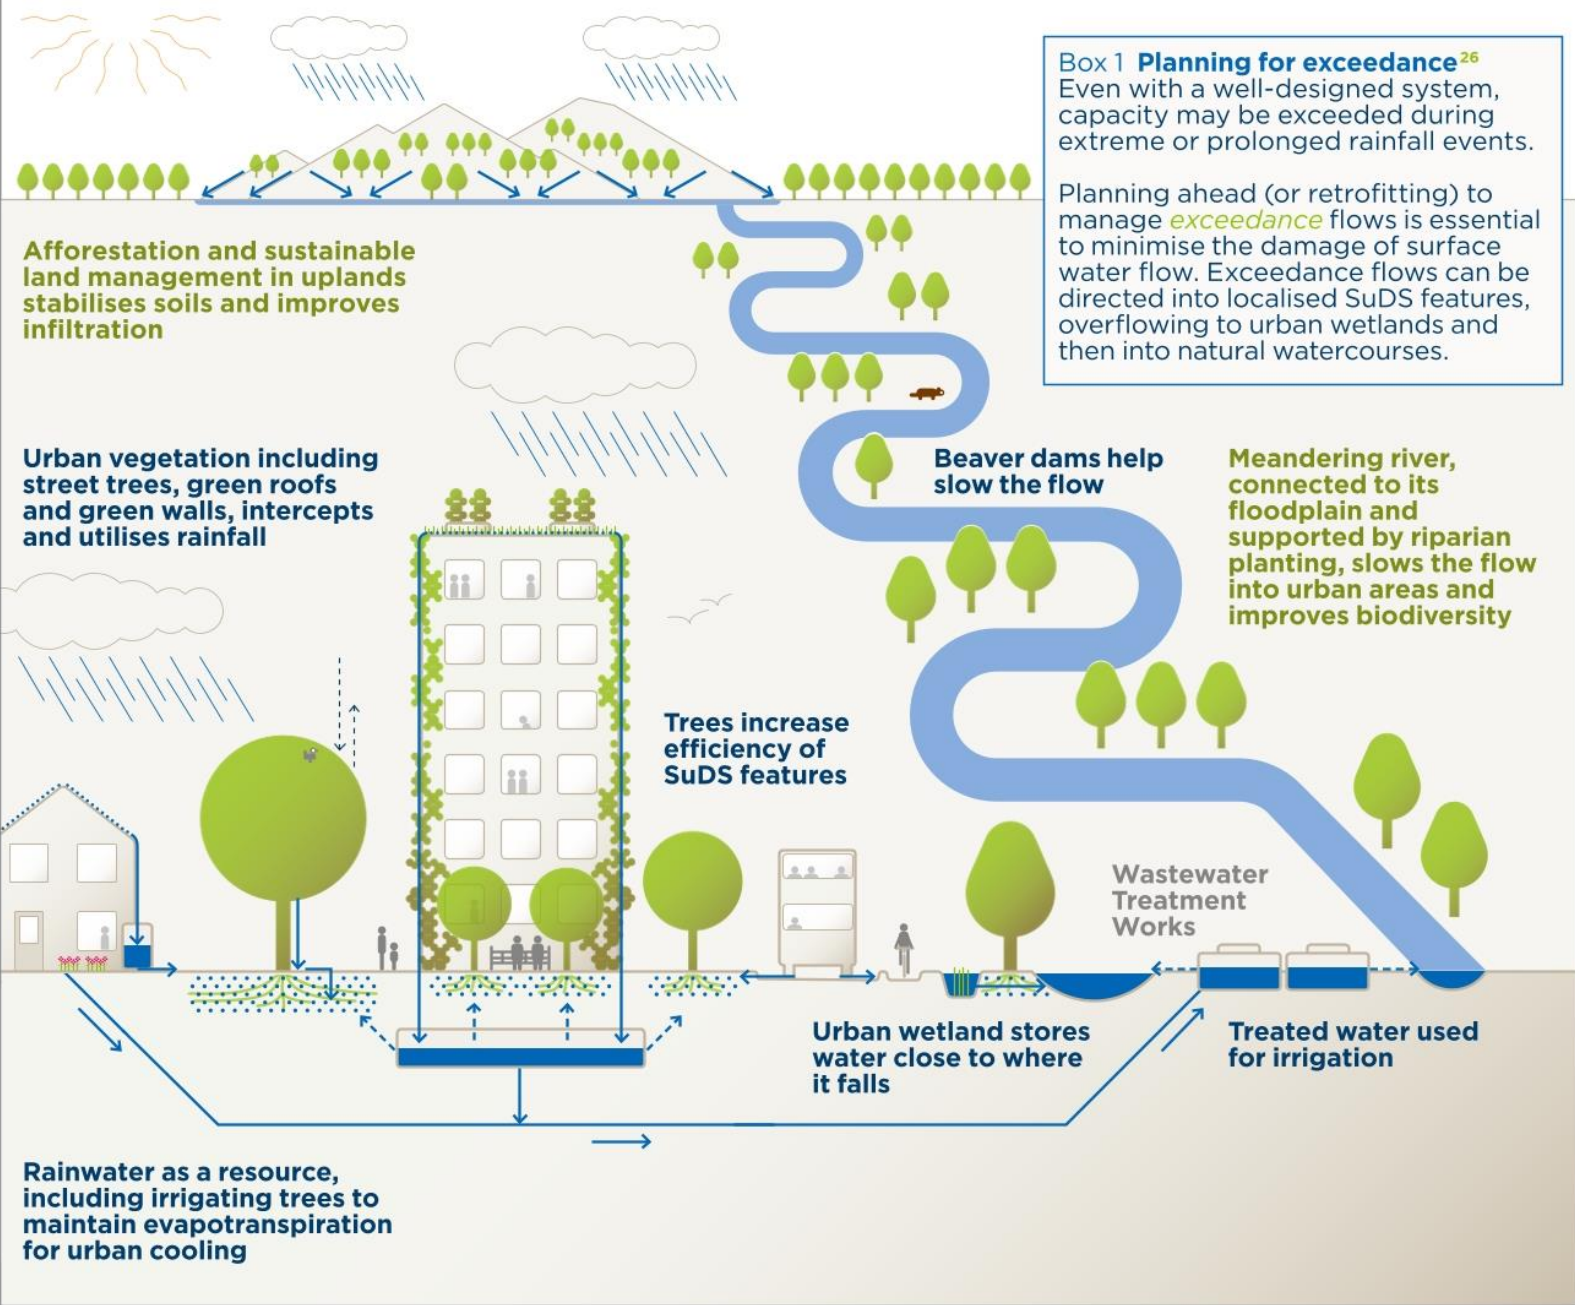 Box 1 Planning for exceedance26
Even with a well-designed system,
capacity may be exceeded during
extreme or prolonged rainfall events.
Planning ahead (or retrofitting) to
manage exceedance flows is essential
to minimise the damage of surface
water flow. Exceedance flows can be
directed into localised SuDS features,
overflowing to urban wetlands and
then into natural watercourses.
Afforestation and sustainable
land management in uplands
stabilises soils and improves
infiltration
Urban vegetation including
street trees, green roofs
and green walls, intercepts
and utilises rainfall
Beaver dams help
slow the flow
Meandering river,
connected to its
floodplain and
supported by riparian
planting, slows the flow
into urban areas and
improves biodiversity
Trees increase
efficiency of
SuDS features
Wastewater
Treatment
Works
Urban wetland stores
water close to where
it falls
Treated water used
for irrigation
Rainwater as a resource,
including irrigating trees to
maintain evapotranspiration
for urban cooling